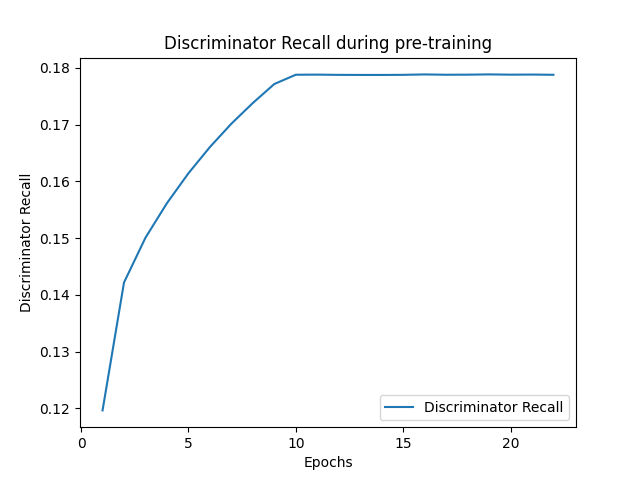 Discriminator Recall during pre-training
0.18
0.17
0.16
0.15
0.14
0.13
0.12
Discriminator Recall
Discriminator Recall
0 5 10 15 20
Epochs